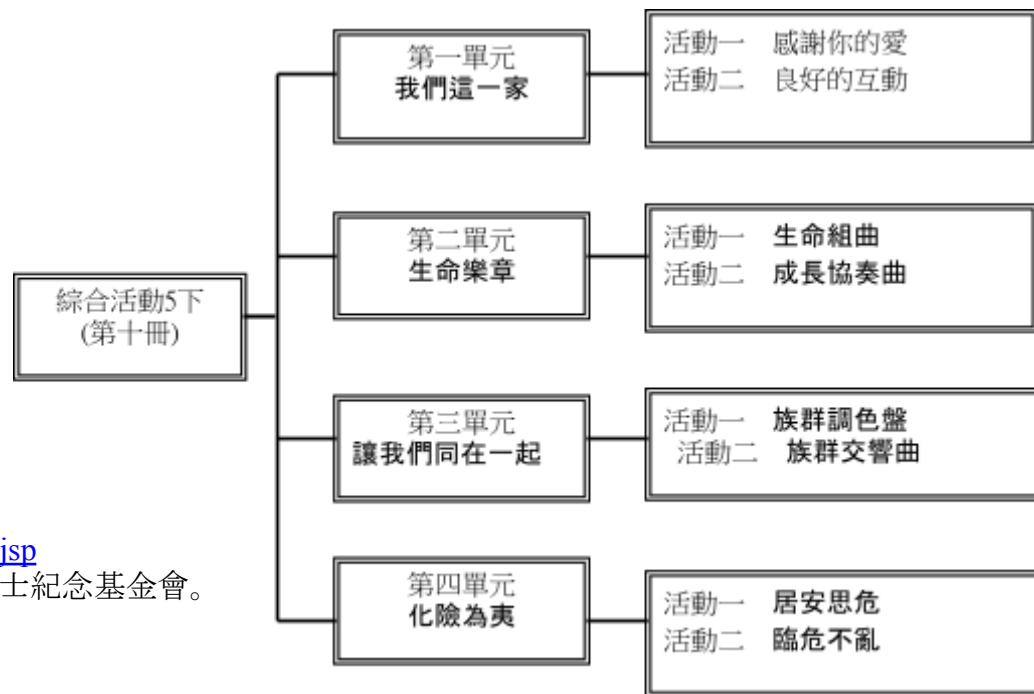 綜合活動5下
(第十冊)
第一單元
我們這一家
活動一 感謝你的愛
活動二 良好的互動
第二單元
生命樂章
活動一 生命組曲
活動二 成長協奏曲
第三單元
讓我們同在一起
活動一 族群調色盤
活動二 族群交響曲
第四單元
化險為夷
活動一 居安思危
活動二 臨危不亂
jsp
士紀念基金會。